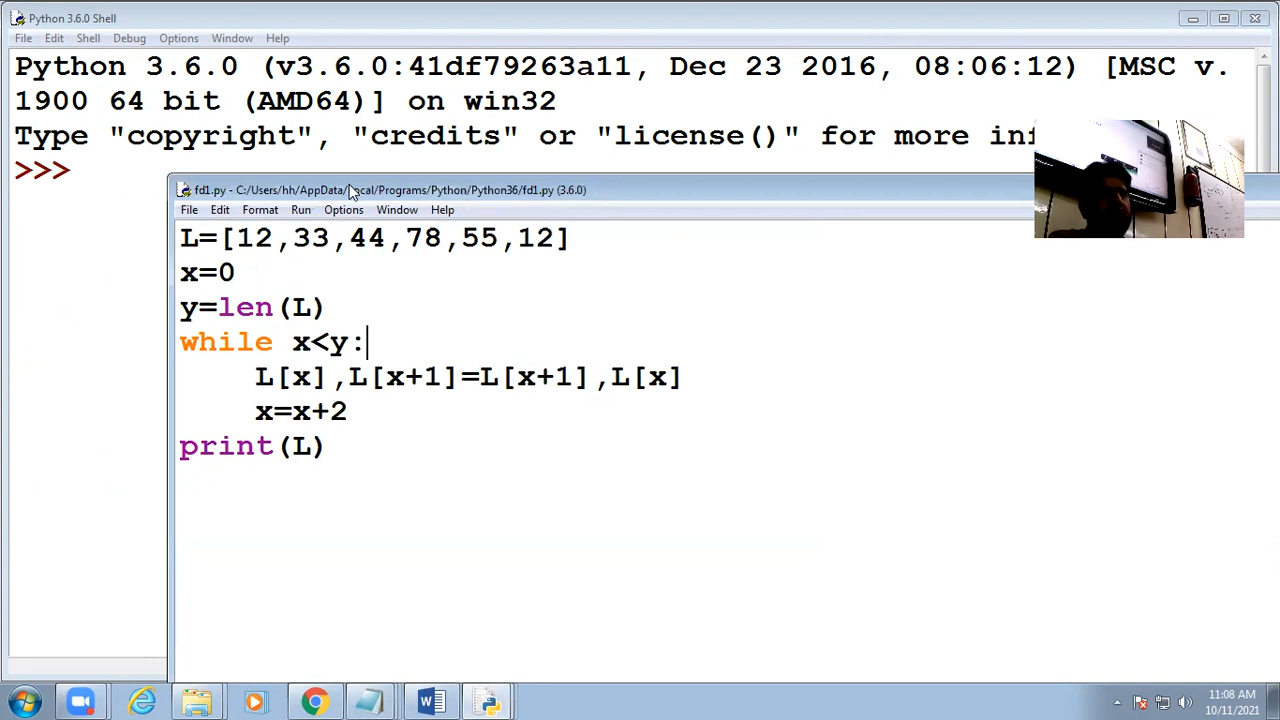 Python 3.6.0 Shell
File Edit Shell Debug Options Window Help
Python 3.6.0 (v3.6.0:41df79263a11, Dec 23 2016, 08:06:12) [MSC v.
1900 64 bit (AMD64)] on win32
Type "copyright", "credits" or "license()" for more inf
>>>
fd1.py - C:/Users/hh/AppData/Local/Programs/Python/Python36/fd1.py (3.6.0)
File Edit Format Run Options Window Help
L=[12,33,44,78,55,12]
x=0
y=len(L)
while x<y:
L[x],L[x+1]=L[x+1],L[x]
x=x+2
print(L)
11:08 AM
10/11/2021